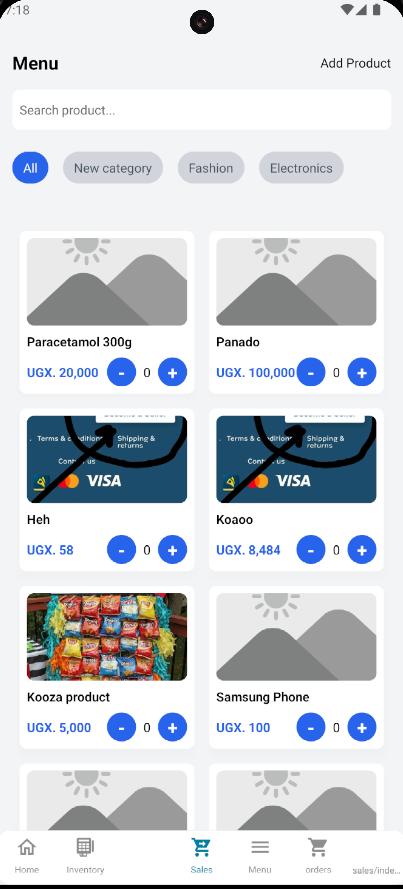 7:18
Menu
Add Product
Search product...
All
New category
Fashion
Electronics
Paracetamol 300g
Panado
UGX. 20,000 - 0 +
UGX. 100,000 - 0 +
Terms & conditions
Shipping &
returns
Contact us
VISA
Terms & conditions
Shipping &
returns
Contact us
VISA
Heh
Koaoo
UGX. 58 - 0 +
UGX. 8,484 - 0 +
Kooza product
Samsung Phone
UGX. 5,000 - 0 +
UGX. 100 - 0 +
Home
Inventory
Sales
Menu
orders
sales/inde...